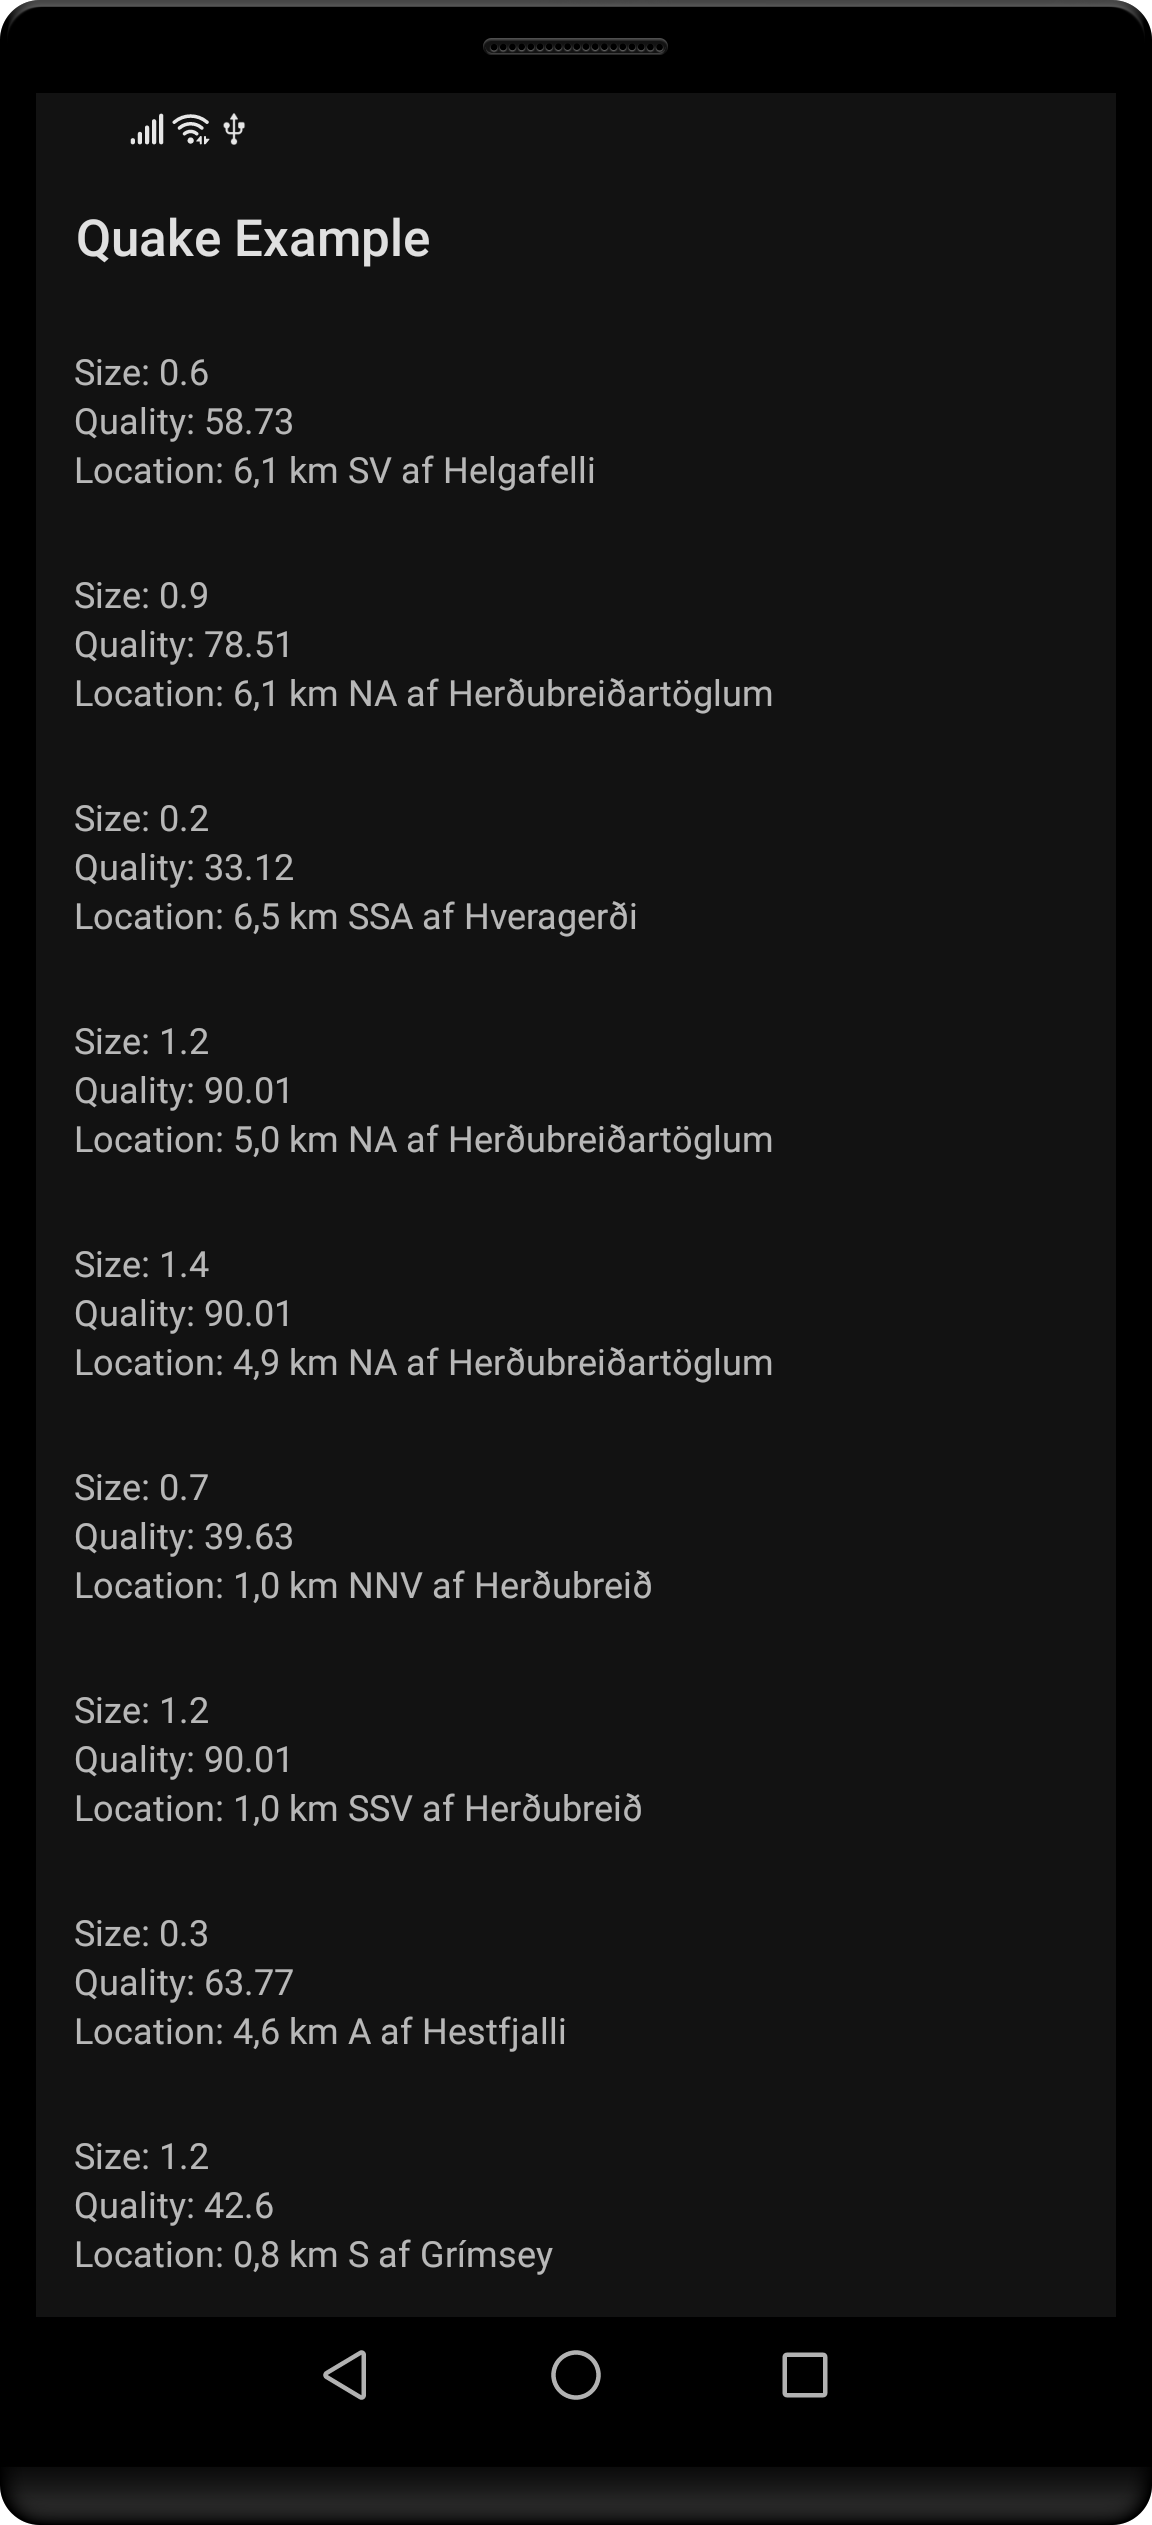 Quake Example
Size: 0.6
Quality: 58.73
Location: 6,1 km SV af Helgafelli
Size: 0.9
Quality: 78.51
Location: 6,1 km NA af Herðubreiðartöglum
Size: 0.2
Quality: 33.12
Location: 6,5 km SSA af Hveragerði
Size: 1.2
Quality: 90.01
Location: 5,0 km NA af Herðubreiðartöglum
Size: 1.4
Quality: 90.01
Location: 4,9 km NA af Herðubreiðartöglum
Size: 0.7
Quality: 39.63
Location: 1,0 km NNV af Herðubreið
Size: 1.2
Quality: 90.01
Location: 1,0 km SSV af Herðubreið
Size: 0.3
Quality: 63.77
Location: 4,6 km A af Hestfjalli
Size: 1.2
Quality: 42.6
Location: 0,8 km S af Grímsey